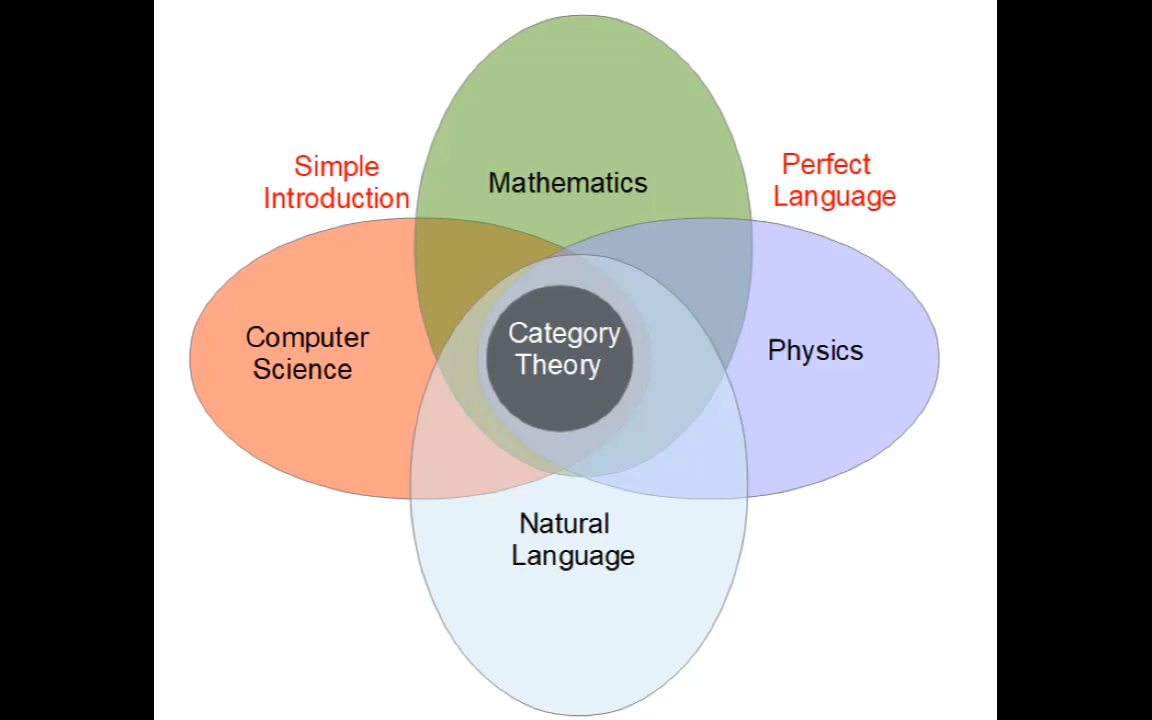 Simple
Introduction
Mathematics
Perfect
Language
Computer
Science
Category
Theory
Physics
Natural
Language